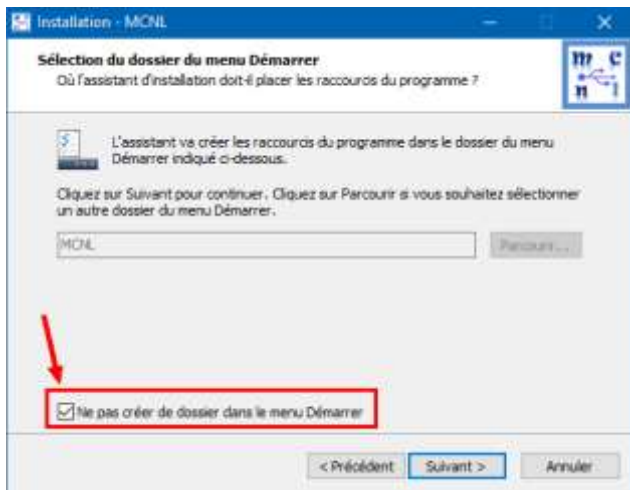 Installation - MCNL
Sélection du dossier du menu Démarrer
Où l'assistant d'installation doit-il placer les raccourcis du programme ?
m c
n l
L'assistant va créer les raccourcis du programme dans le dossier du menu
Démarrer indiqué ci-dessous.
Cliquez sur Suivant pour continuer. Cliquez sur Parcourir si vous souhaitez sélectionner
un autre dossier du menu Démarrer.
MCNL
Parcourir...
Ne pas créer de dossier dans le menu Démarrer
< Précédent
Suivant >
Annuler